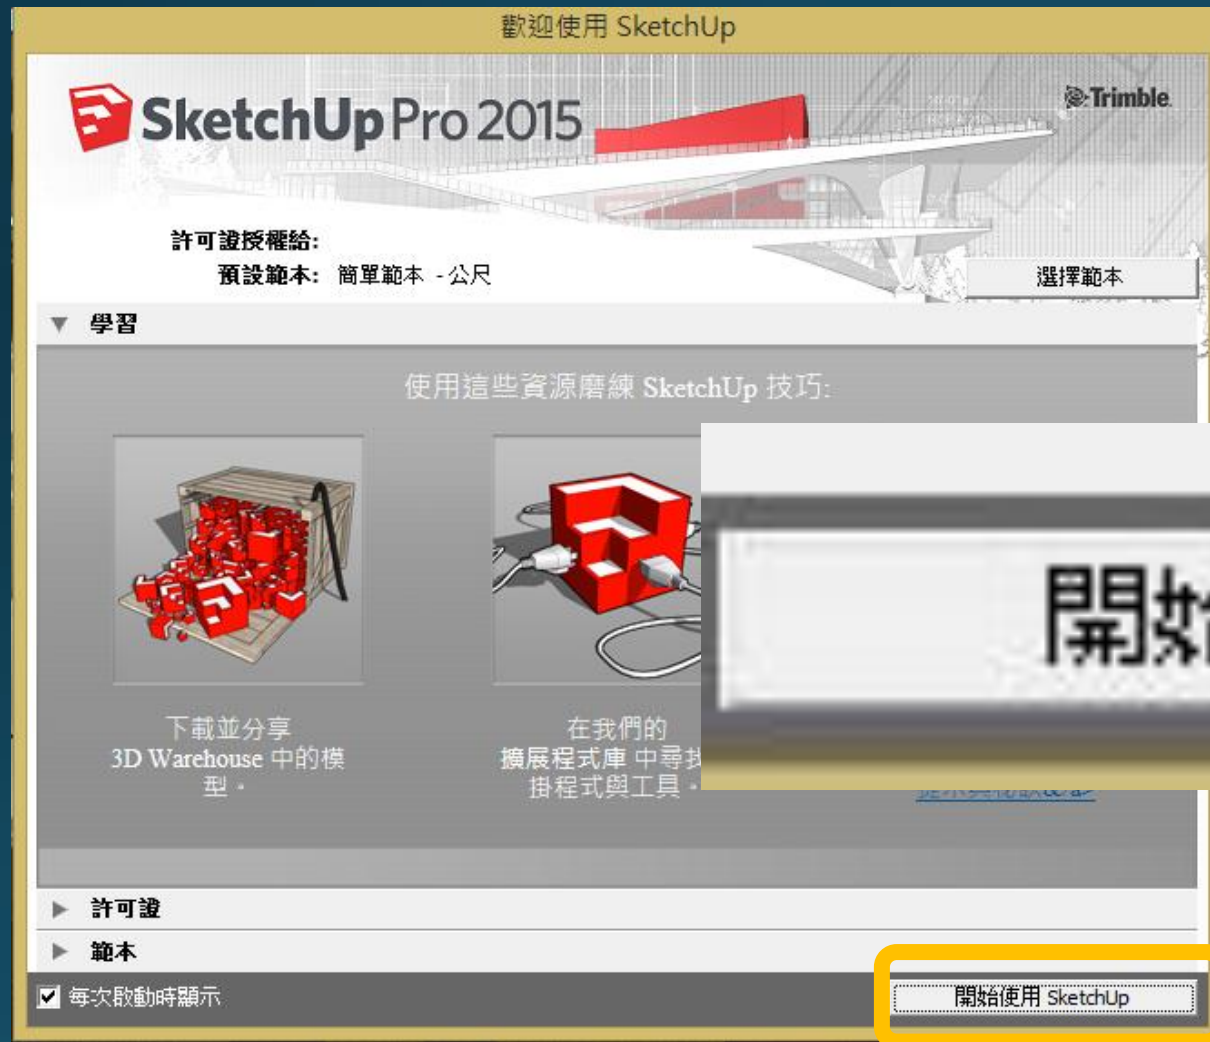 歡迎使用 SketchUp
SketchUp Pro 2015
Trimble.
許可證授權給:
預設範本: 簡單範本 - 公尺
選擇範本
學習
使用這些資源磨練 SketchUp 技巧:
下載並分享
3D Warehouse 中的模
型。
在我們的
擴展程式庫 中尋找
掛程式與工具。
開始
許可證
範本
每次啟動時顯示
開始使用 SketchUp